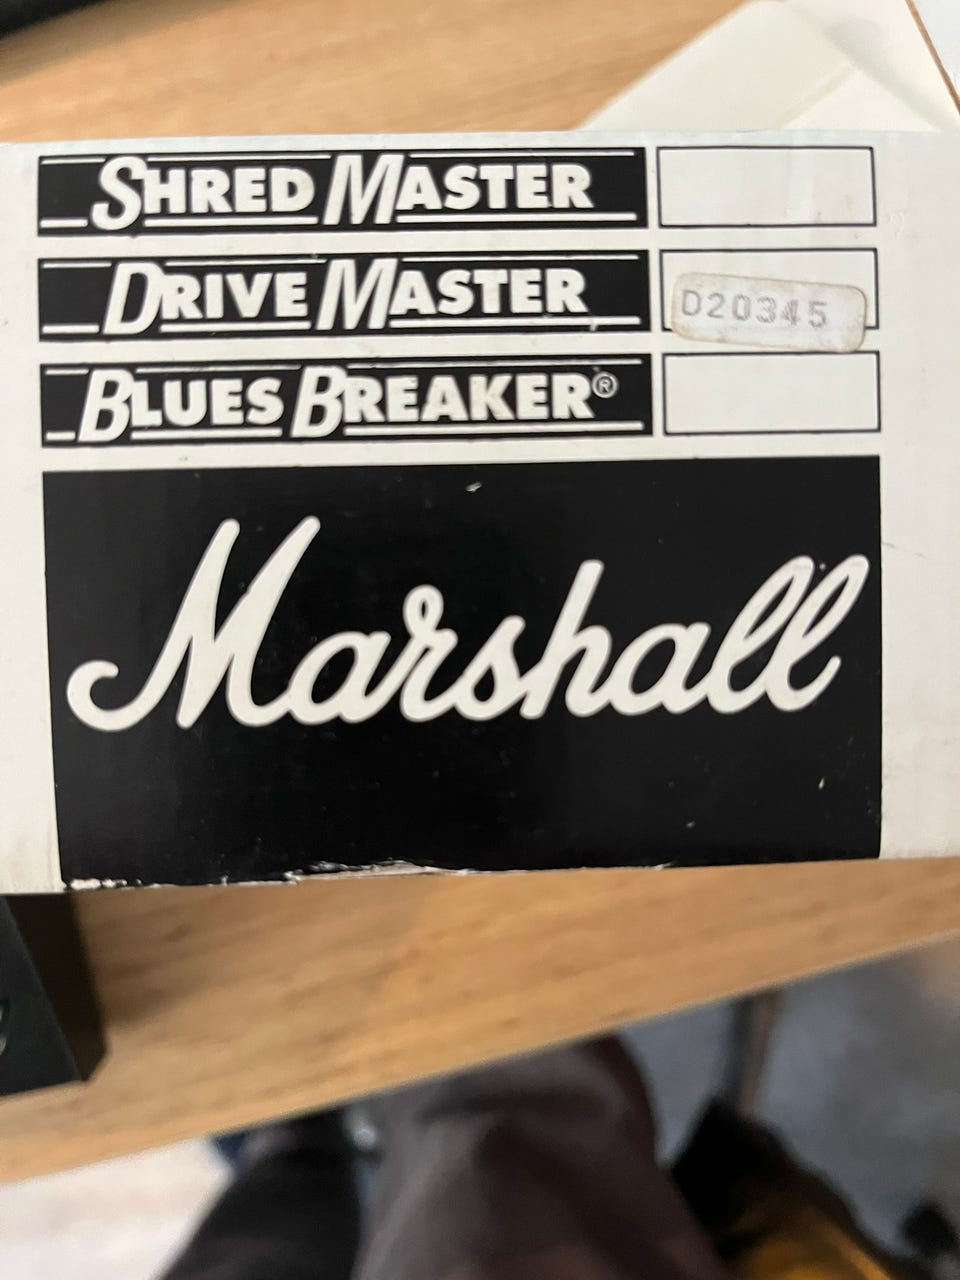 SHRED MASTER
DRIVE MASTER D20345
BLUES BREAKER®
Marshall